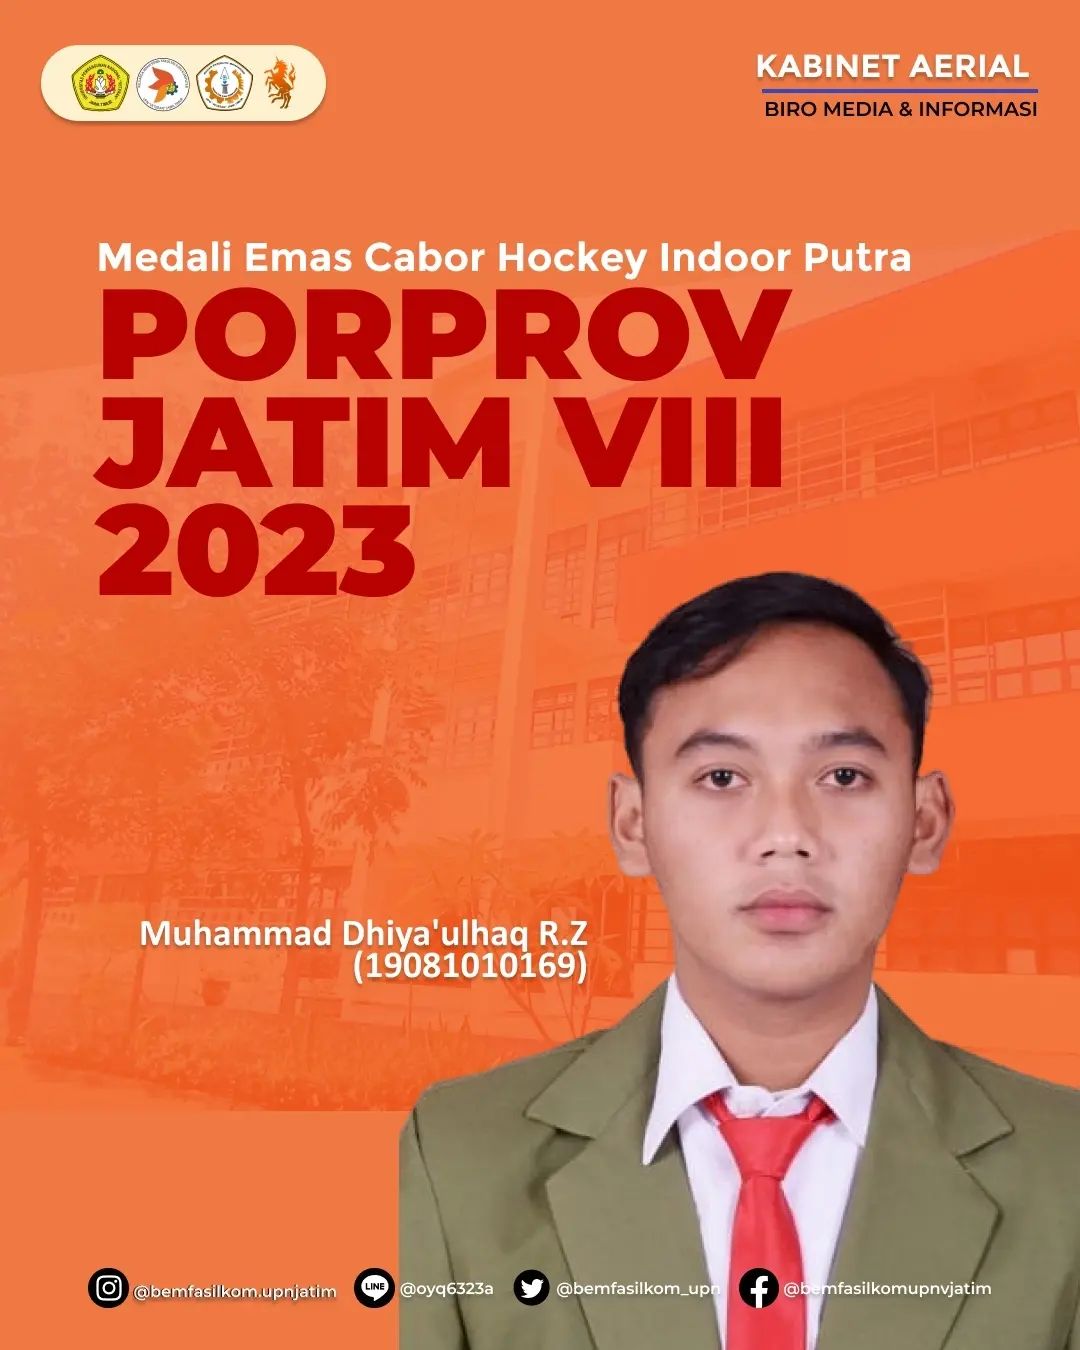 KABINET AERIAL
BIRO MEDIA & INFORMASI
Medali Emas Cabor Hockey Indoor Putra
PORPROV
JATIM VIII
2023
Muhammad Dhiya'ulhaq R.Z
(19081010169)
@bemfasilkom.upnjatim
LINE
@oyq6323a
@bemfasilkom_upn
@bemfasilkomupnvjatim